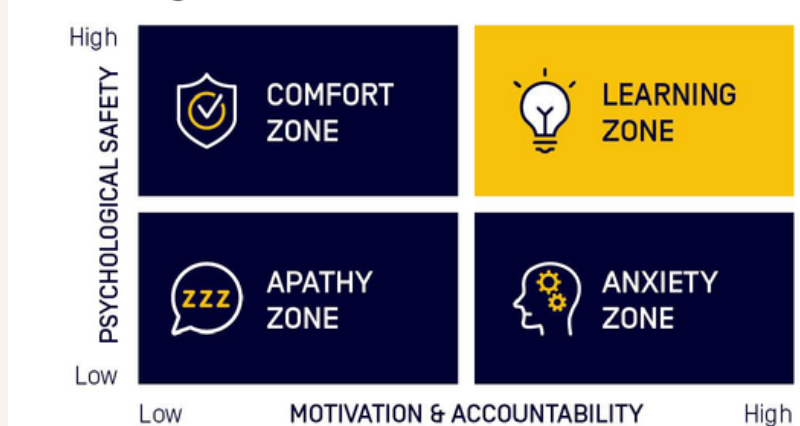 High
PSYCHOLOGICAL SAFETY
COMFORT
ZONE
LEARNING
ZONE
zzz
APATHY
ZONE
ANXIETY
ZONE
Low
Low
MOTIVATION & ACCOUNTABILITY
High